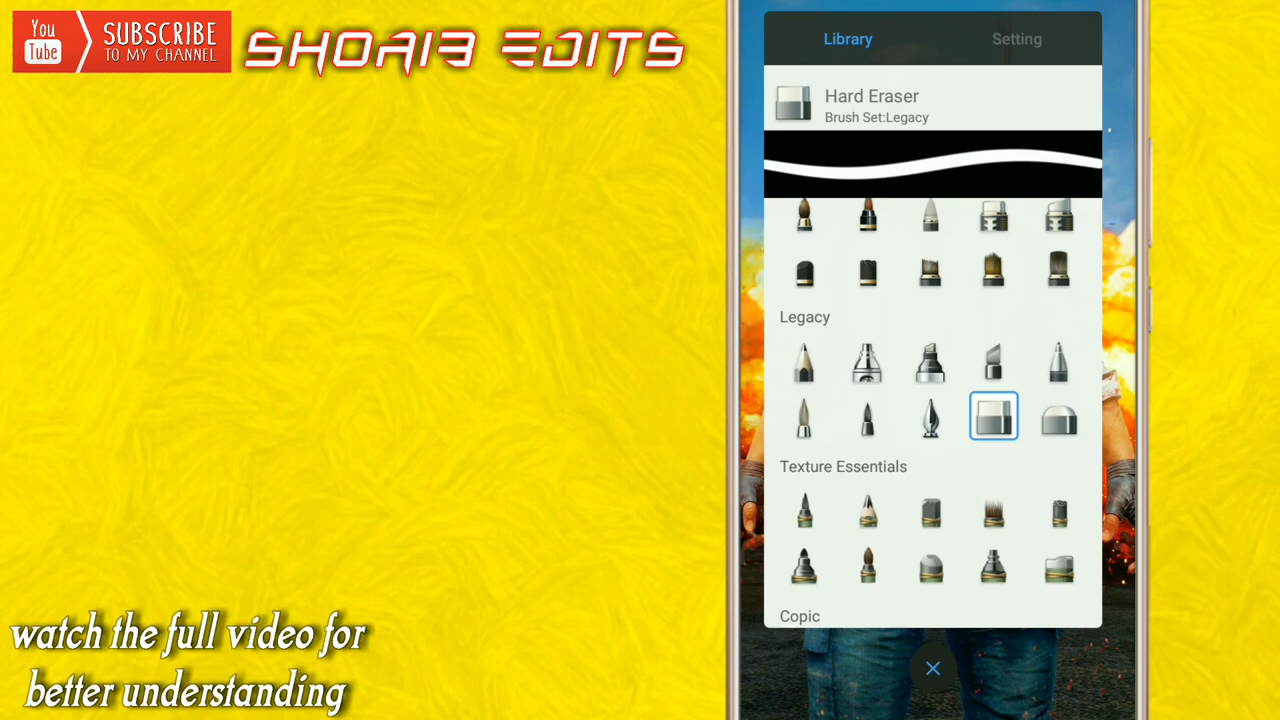 You
Tube
SUBSCRIBE
TO MY CHANNEL
SHOAIB EDITS
Library
Setting
Hard Eraser
Brush Set:Legacy
Legacy
Texture Essentials
Copic
watch the full video for
better understanding